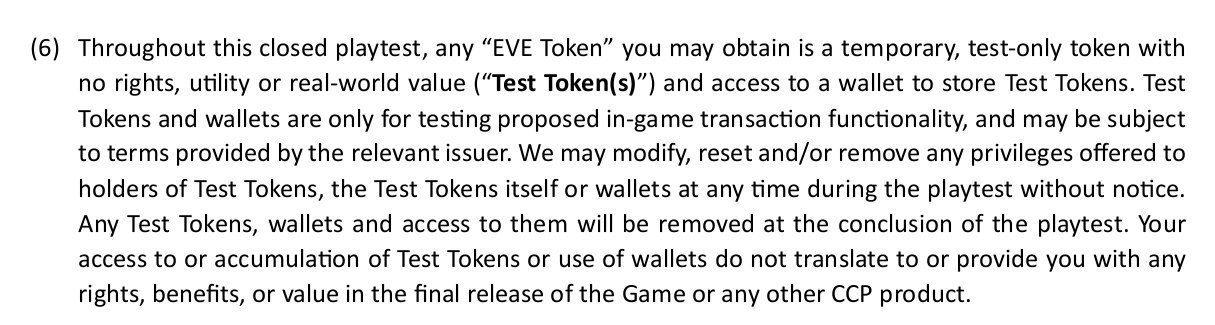 (6) Throughout this closed playtest, any “EVE Token” you may obtain is a temporary, test-only token with
no rights, utility or real-world value (“Test Token(s)”) and access to a wallet to store Test Tokens. Test
Tokens and wallets are only for testing proposed in-game transaction functionality, and may be subject
to terms provided by the relevant issuer. We may modify, reset and/or remove any privileges offered to
holders of Test Tokens, the Test Tokens itself or wallets at any time during the playtest without notice.
Any Test Tokens, wallets and access to them will be removed at the conclusion of the playtest. Your
access to or accumulation of Test Tokens or use of wallets do not translate to or provide you with any
rights, benefits, or value in the final release of the Game or any other CCP product.